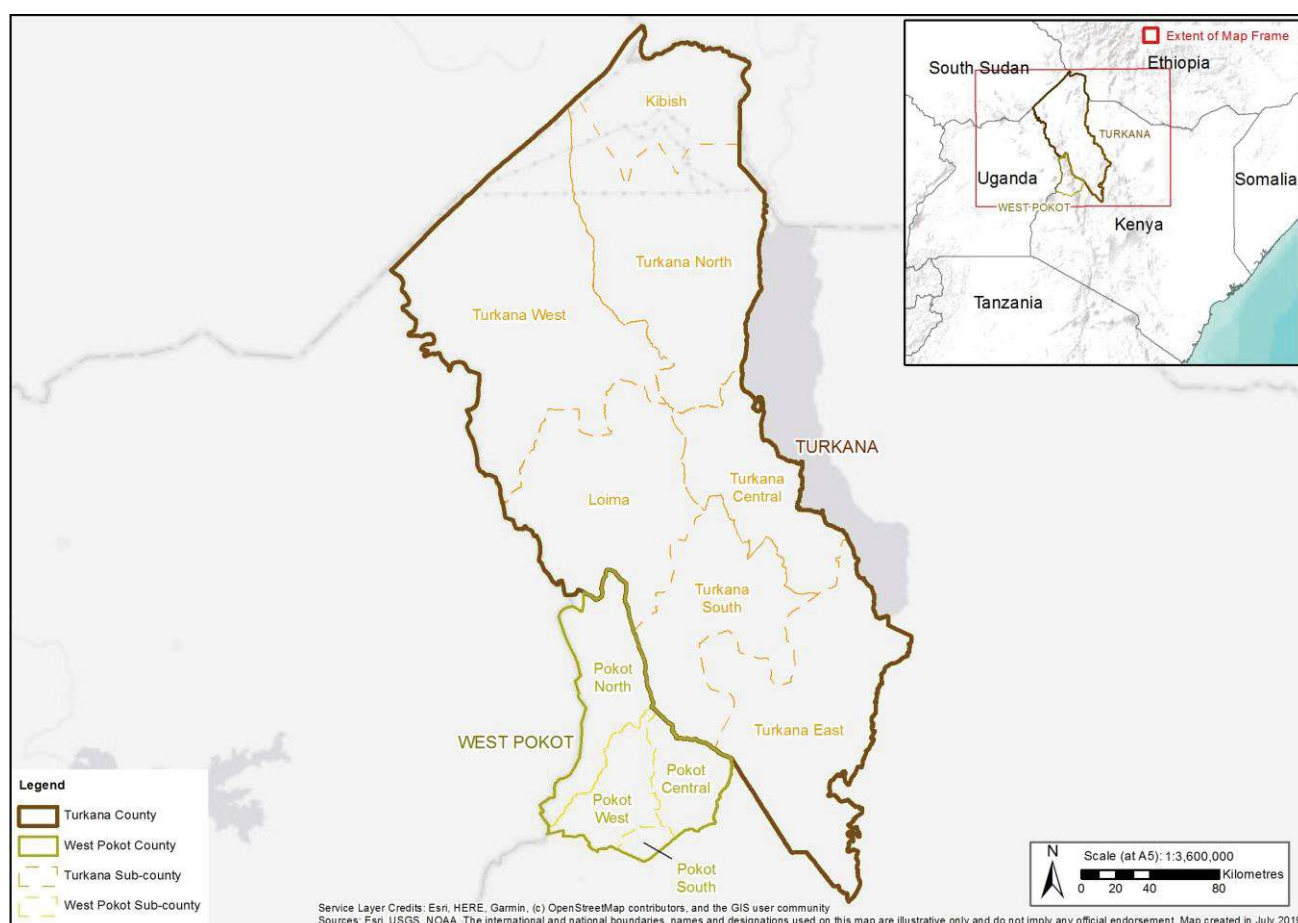 Extent of Map Frame
South Sudan
Ethiopia
TURKANA
Uganda
Somalia
WEST POKOT
Kenya
Tanzania
Kibish
Turkana North
Turkana West
TURKANA
Turkana
Central
Loima
Turkana
South
Pokot
North
Turkana East
WEST POKOT
Pokot
Central
Pokot
West
Pokot
South
Legend
Turkana County
West Pokot County
Turkana Sub-county
West Pokot Sub-county
N
Scale (at A5): 1:3,600,000
0 20 40 80 Kilometres
Service Layer Credits: Esri, HERE, Garmin, (c) OpenStreetMap contributors, and the GIS user community
Sources: Esri, USGS, NOAA. The international and national boundaries, names and designations used on this map are illustrative only and do not imply any official endorsement. Map created in July 2019